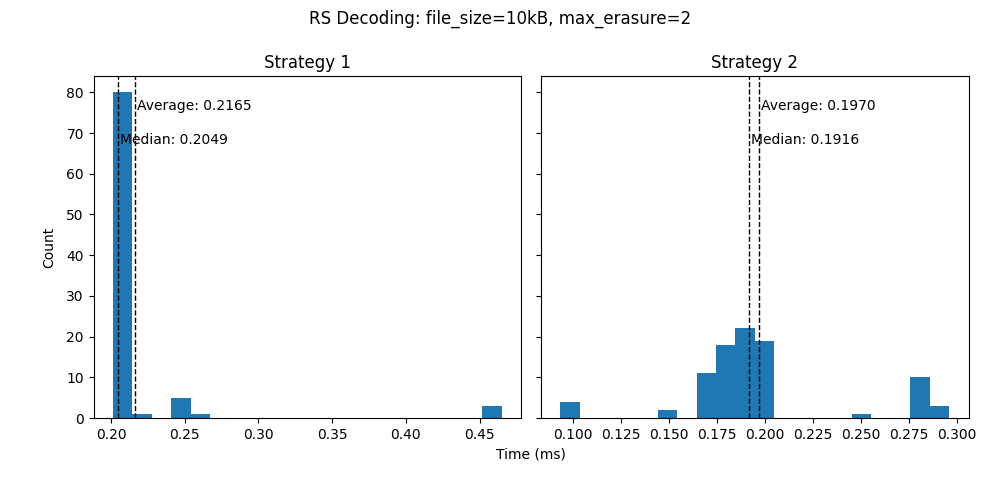 RS Decoding: file_size=10kB, max_erasure=2
Strategy 1
Strategy 2
Average: 0.2165
Median: 0.2049
Average: 0.1970
Median: 0.1916
80
70
60
50
40
30
20
10
0
Count
0.20 0.25 0.30 0.35 0.40 0.45
0.100 0.125 0.150 0.175 0.200 0.225 0.250 0.275 0.300
Time (ms)